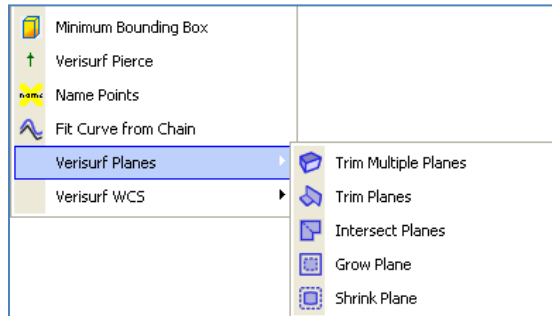 Minimum Bounding Box
Verisurf Pierce
name Name Points
Fit Curve from Chain
Verisurf Planes
Verisurf WCS
Trim Multiple Planes
Trim Planes
Intersect Planes
Grow Plane
Shrink Plane